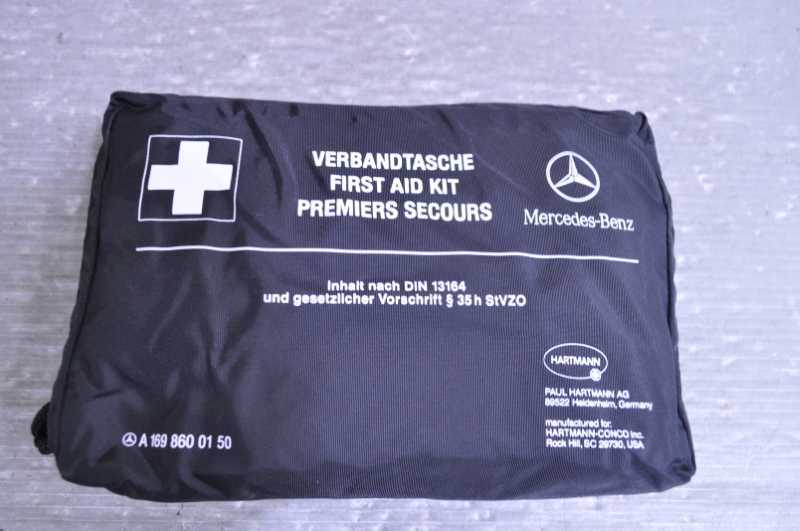 VERBANDTASCHE
FIRST AID KIT
PREMIERS SECOURS
Mercedes-Benz
Inhalt nach DIN 13164
und gesetzlicher Vorschrift § 35h StVZO
HARTMANN
PAUL HARTMANN AG
89522 Heidenheim, Germany
manufactured for:
HARTMANN-CONCO Inc.
Rock Hill, SC 29730, USA
A 169 860 01 50